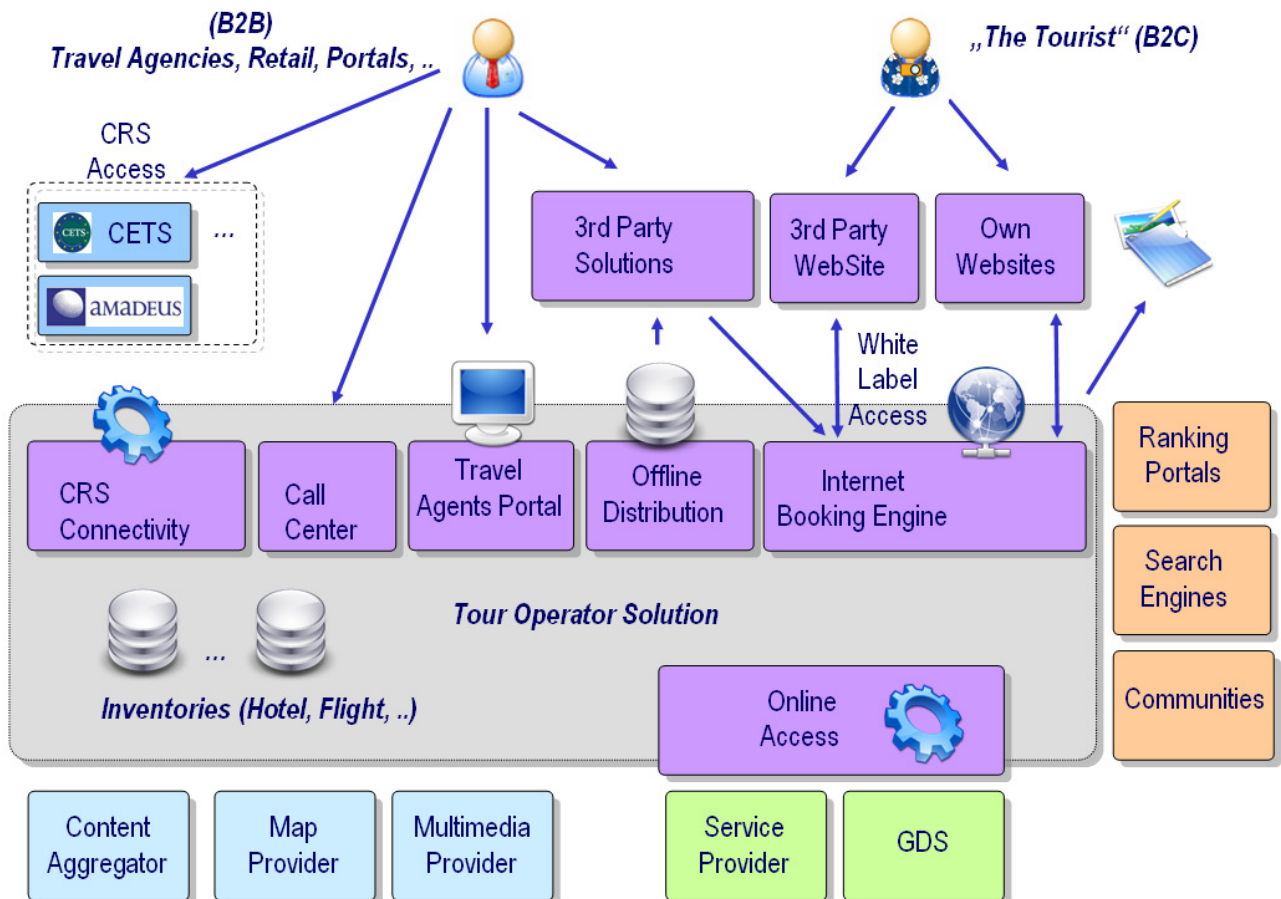 (B2B)
Travel Agencies, Retail, Portals, ..
„The Tourist“ (B2C)
CRS
Access
CETS
CETS
...
amadeus
3rd Party
Solutions
3rd Party
WebSite
Own
Websites
White
Label
Access
CRS
Connectivity
Call
Center
Travel
Agents Portal
Offline
Distribution
Internet
Booking Engine
Ranking
Portals
Search
Engines
Communities
Tour Operator Solution
...
Inventories (Hotel, Flight, ..)
Online
Access
Content
Aggregator
Map
Provider
Multimedia
Provider
Service
Provider
GDS